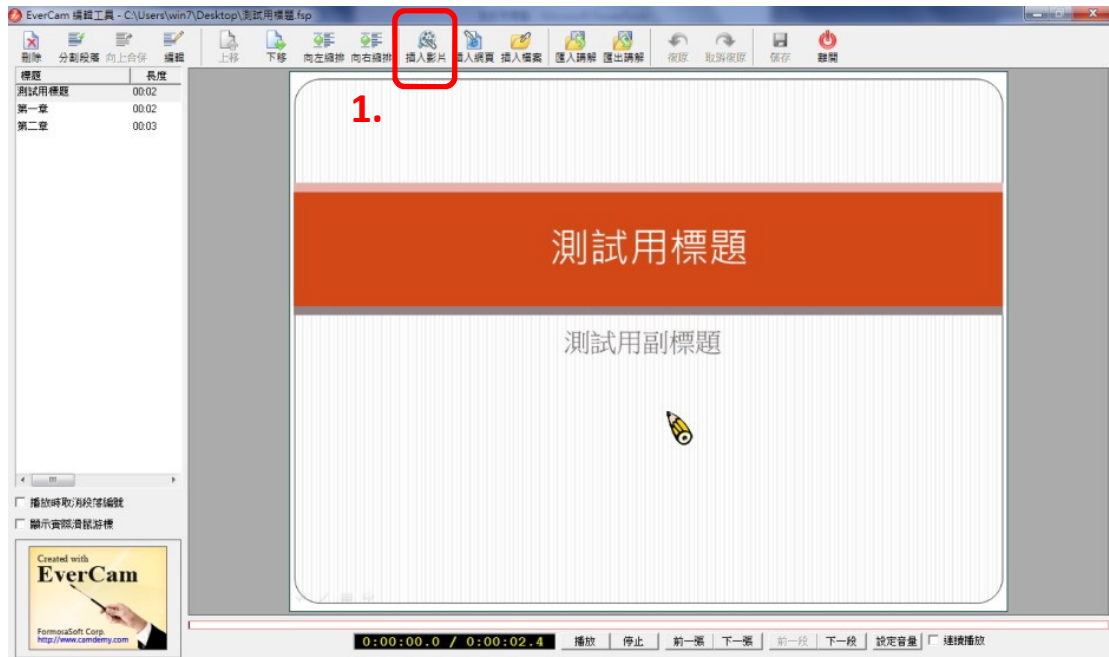 EverCam 編輯工具 - C:\Users\win7\Desktop\測試用標題.fsp
刪除 分割段落 向上合併 編輯 上移 下移 向左縮排 向右縮排 插入影片 插入網頁 插入檔案 匯入講解 匯出講解 復原 取消復原 儲存 離開
標題 長度
測試用標題 00:02
第一章 00:02
第二章 00:03
1.
測試用標題
測試用副標題
播放時取消段落編號
顯示實際滑鼠游標
Created with
EverCam
FormosaSoft Corp.
http://www.camdemy.com
0:00:00.0 / 0:00:02.4 播放 停止 前一張 下一張 前一段 下一段 設定音量 連續播放